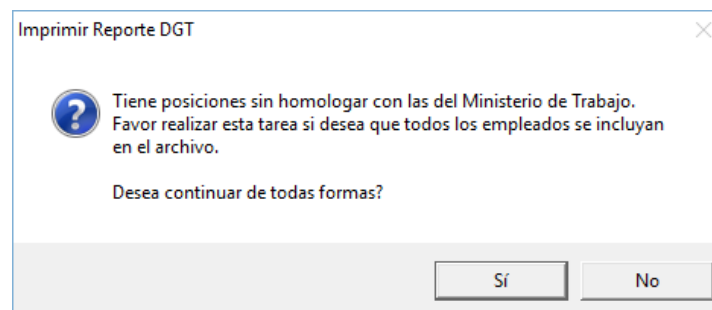 Imprimir Reporte DGT
Tiene posiciones sin homologar con las del Ministerio de Trabajo.
Favor realizar esta tarea si desea que todos los empleados se incluyan
en el archivo.
Desea continuar de todas formas?
Sí
No